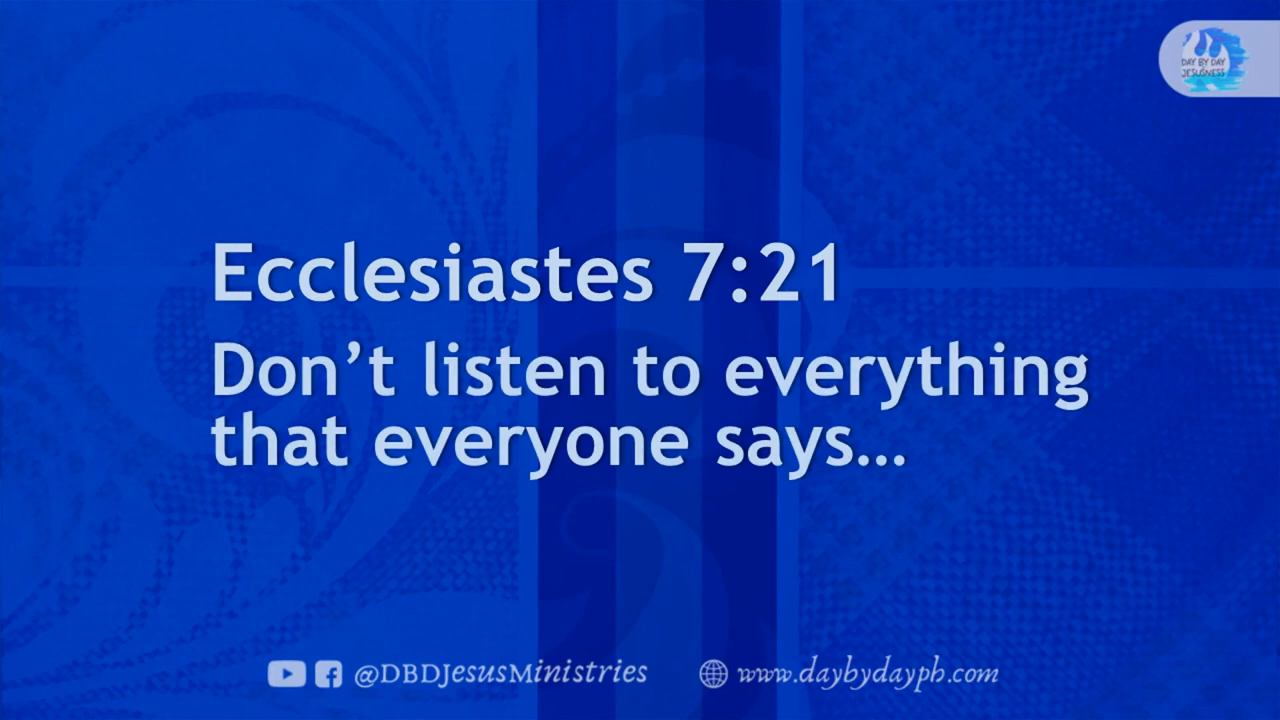 DAY BY DAY
JESUSNESS
Ecclesiastes 7:21
Don’t listen to everything
that everyone says...
@DBDJesusMinistries
www.daybydayph.com